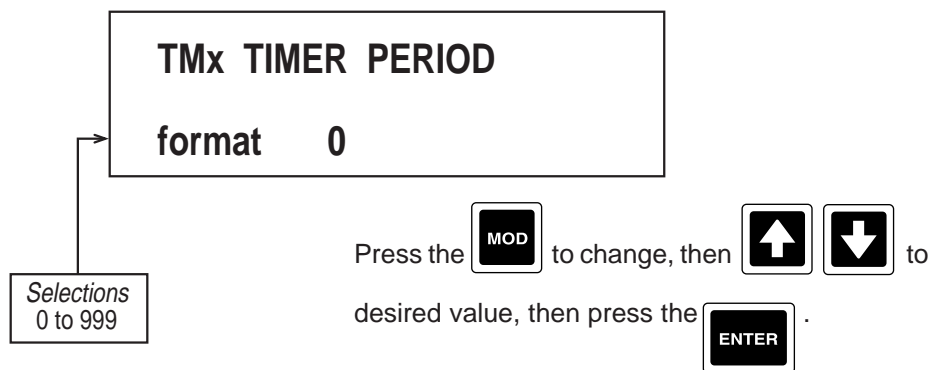 TMx TIMER PERIOD
format 0
Selections
0 to 999
Press the MOD to change, then to
desired value, then press the ENTER .